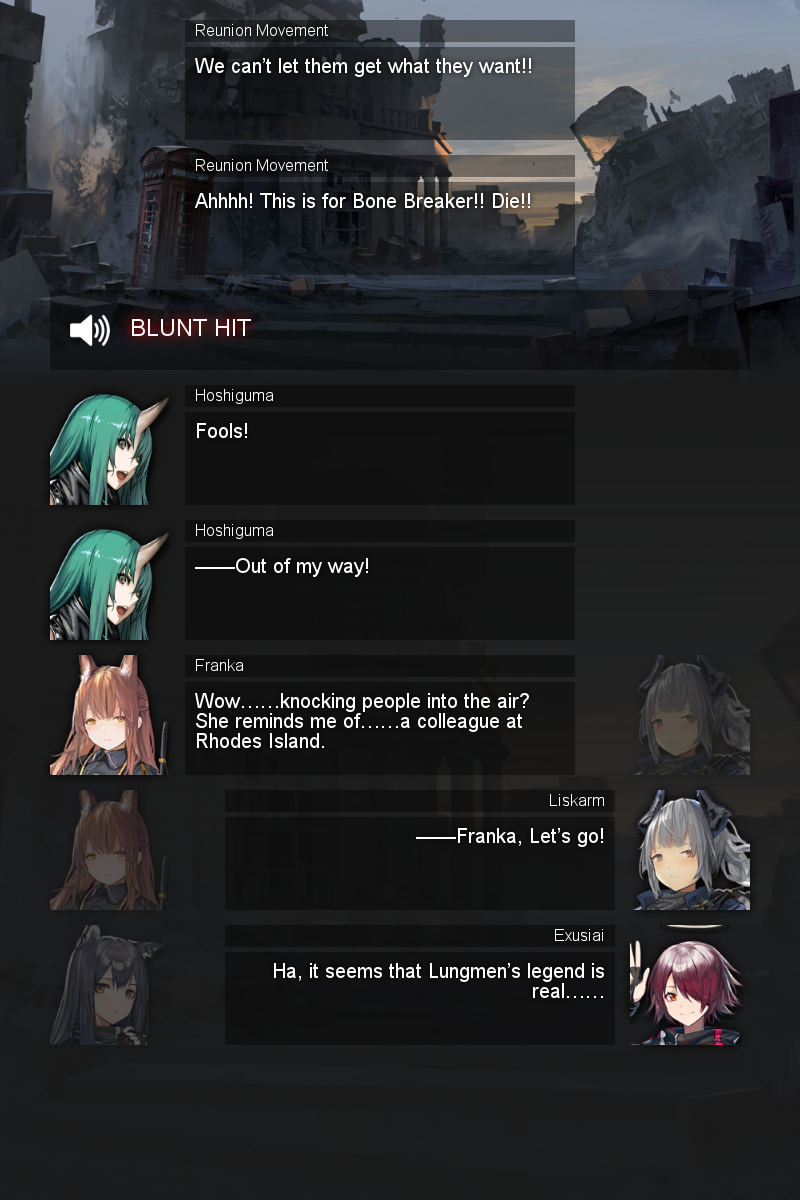 Reunion Movement
We can't let them get what they want!!
Reunion Movement
Ahhhh! This is for Bone Breaker!! Die!!
BLUNT HIT
Hoshiguma
Fools!
Hoshiguma
——Out of my way!
Franka
Wow……knocking people into the air?
She reminds me of……a colleague at
Rhodes Island.
Liskarm
——Franka, Let's go!
Exusiai
Ha, it seems that Lungmen's legend is
real……